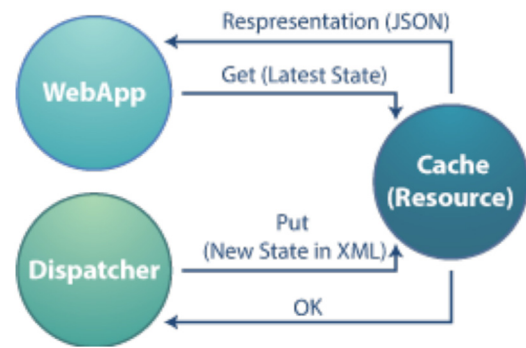 Respresentation (JSON)
WebApp
Get (Latest State)
Cache
(Resource)
Put
(New State in XML)
Dispatcher
OK